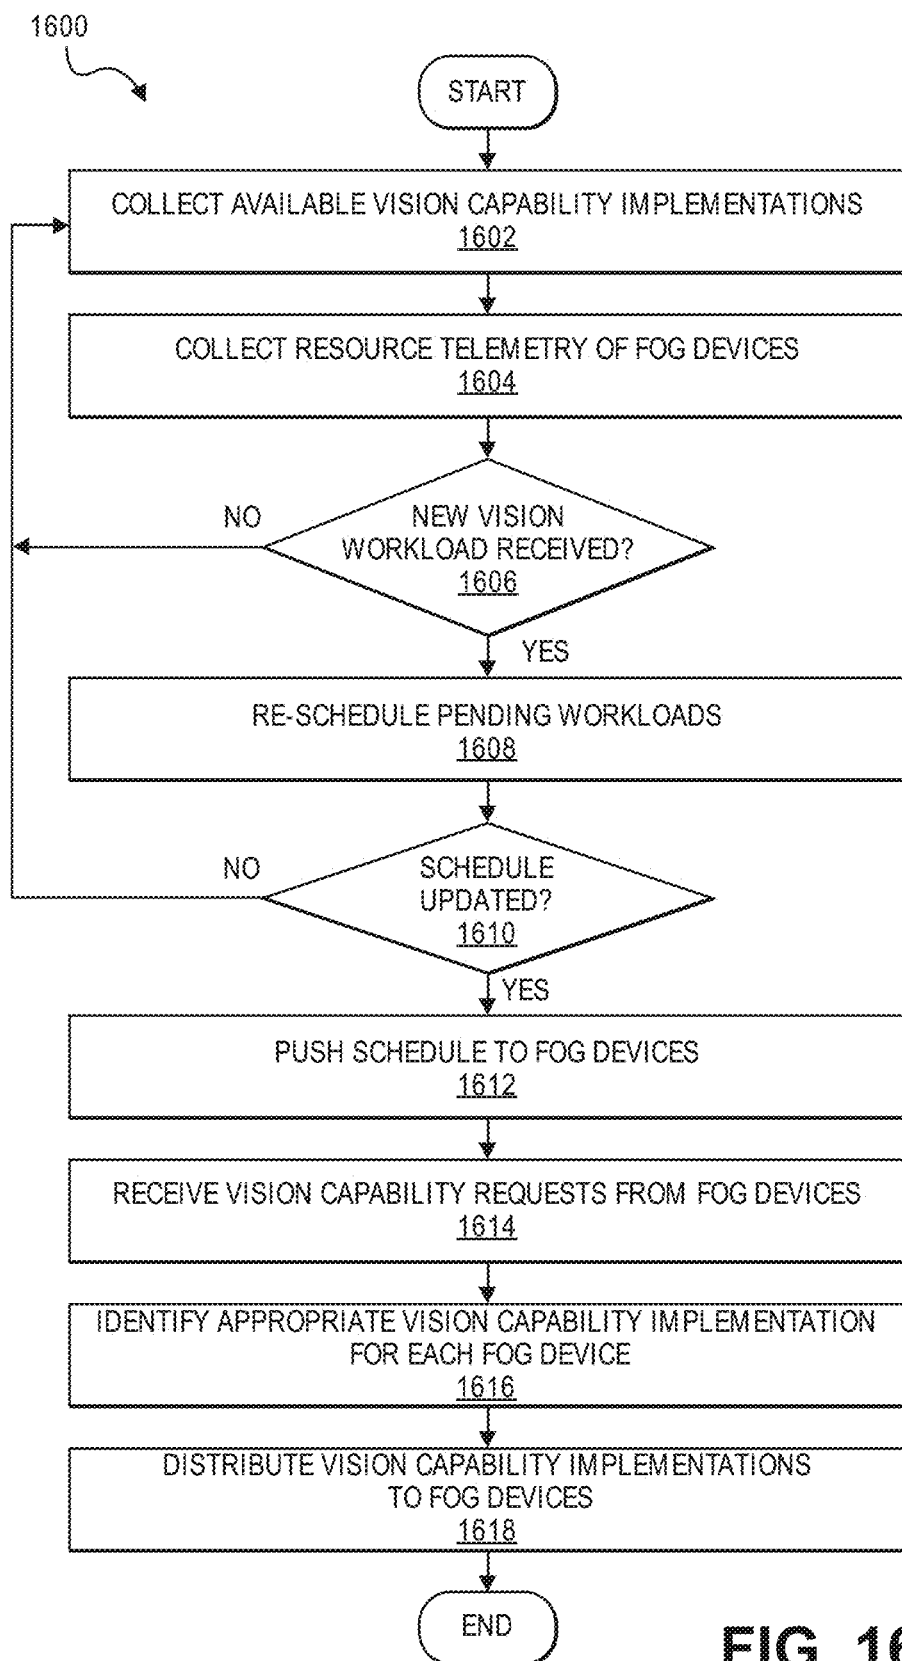 1600
START
COLLECT AVAILABLE VISION CAPABILITY IMPLEMENTATIONS
1602
COLLECT RESOURCE TELEMETRY OF FOG DEVICES
1604
NO
NEW VISION
WORKLOAD RECEIVED?
1606
YES
RE-SCHEDULE PENDING WORKLOADS
1608
NO
SCHEDULE
UPDATED?
1610
YES
PUSH SCHEDULE TO FOG DEVICES
1612
RECEIVE VISION CAPABILITY REQUESTS FROM FOG DEVICES
1614
IDENTIFY APPROPRIATE VISION CAPABILITY IMPLEMENTATION
FOR EACH FOG DEVICE
1616
DISTRIBUTE VISION CAPABILITY IMPLEMENTATIONS
TO FOG DEVICES
1618
END
FIG. 16